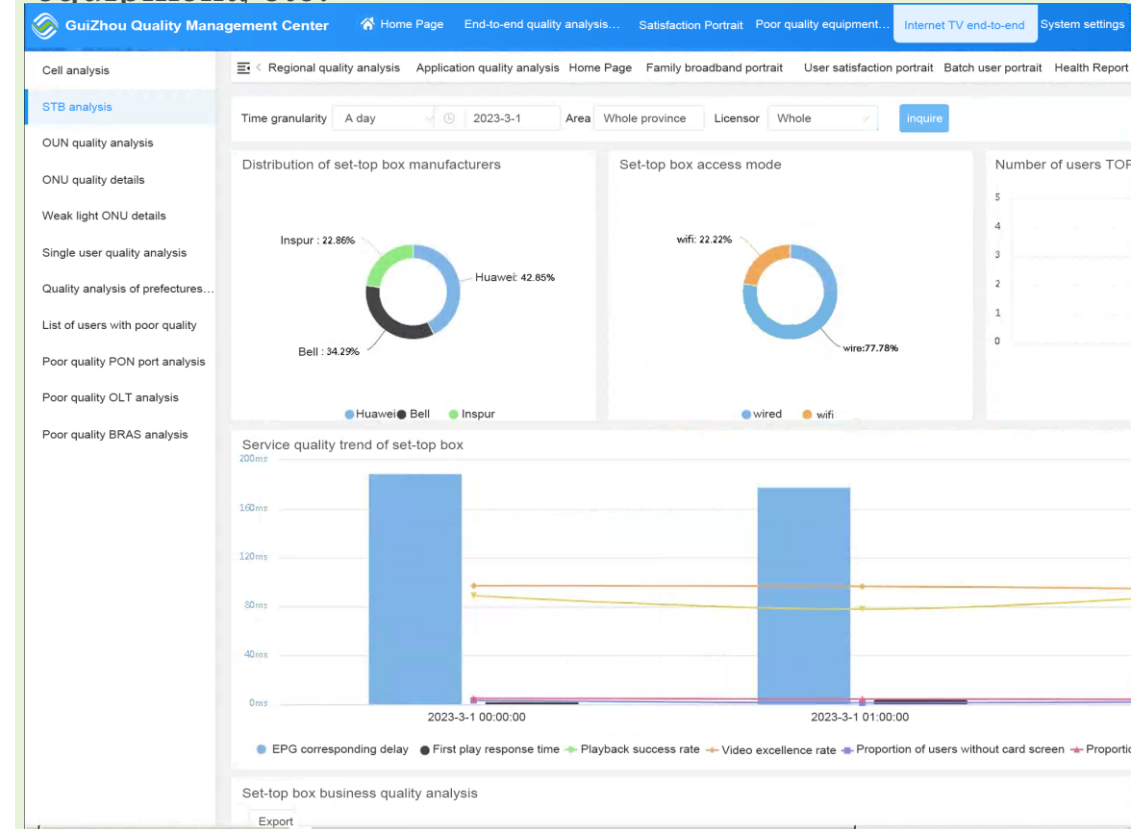 GuiZhou Quality Management Center
Home Page
End-to-end quality analysis...
Satisfaction Portrait
Poor quality equipment...
Internet TV end-to-end
System settings
Cell analysis
STB analysis
OUN quality analysis
ONU quality details
Weak light ONU details
Single user quality analysis
Quality analysis of prefectures...
List of users with poor quality
Poor quality PON port analysis
Poor quality OLT analysis
Poor quality BRAS analysis
Regional quality analysis
Application quality analysis
Home Page
Family broadband portrait
User satisfaction portrait
Batch user portrait
Health Report
Time granularity
A day
2023-3-1
Area
Whole province
Licensor
Whole
inquire
Distribution of set-top box manufacturers
Inspur : 22.86%
Huawei: 42.85%
Bell : 34.29%
Huawei
Bell
Inspur
Set-top box access mode
wifi: 22.22%
wire:77.78%
wired
wifi
Number of users TOP
5
4
3
2
1
0
Service quality trend of set-top box
200ms
160ms
120ms
80ms
40ms
0ms
2023-3-1 00:00:00
2023-3-1 01:00:00
EPG corresponding delay
First play response time
Playback success rate
Video excellence rate
Proportion of users without card screen
Proportic
Set-top box business quality analysis
Export